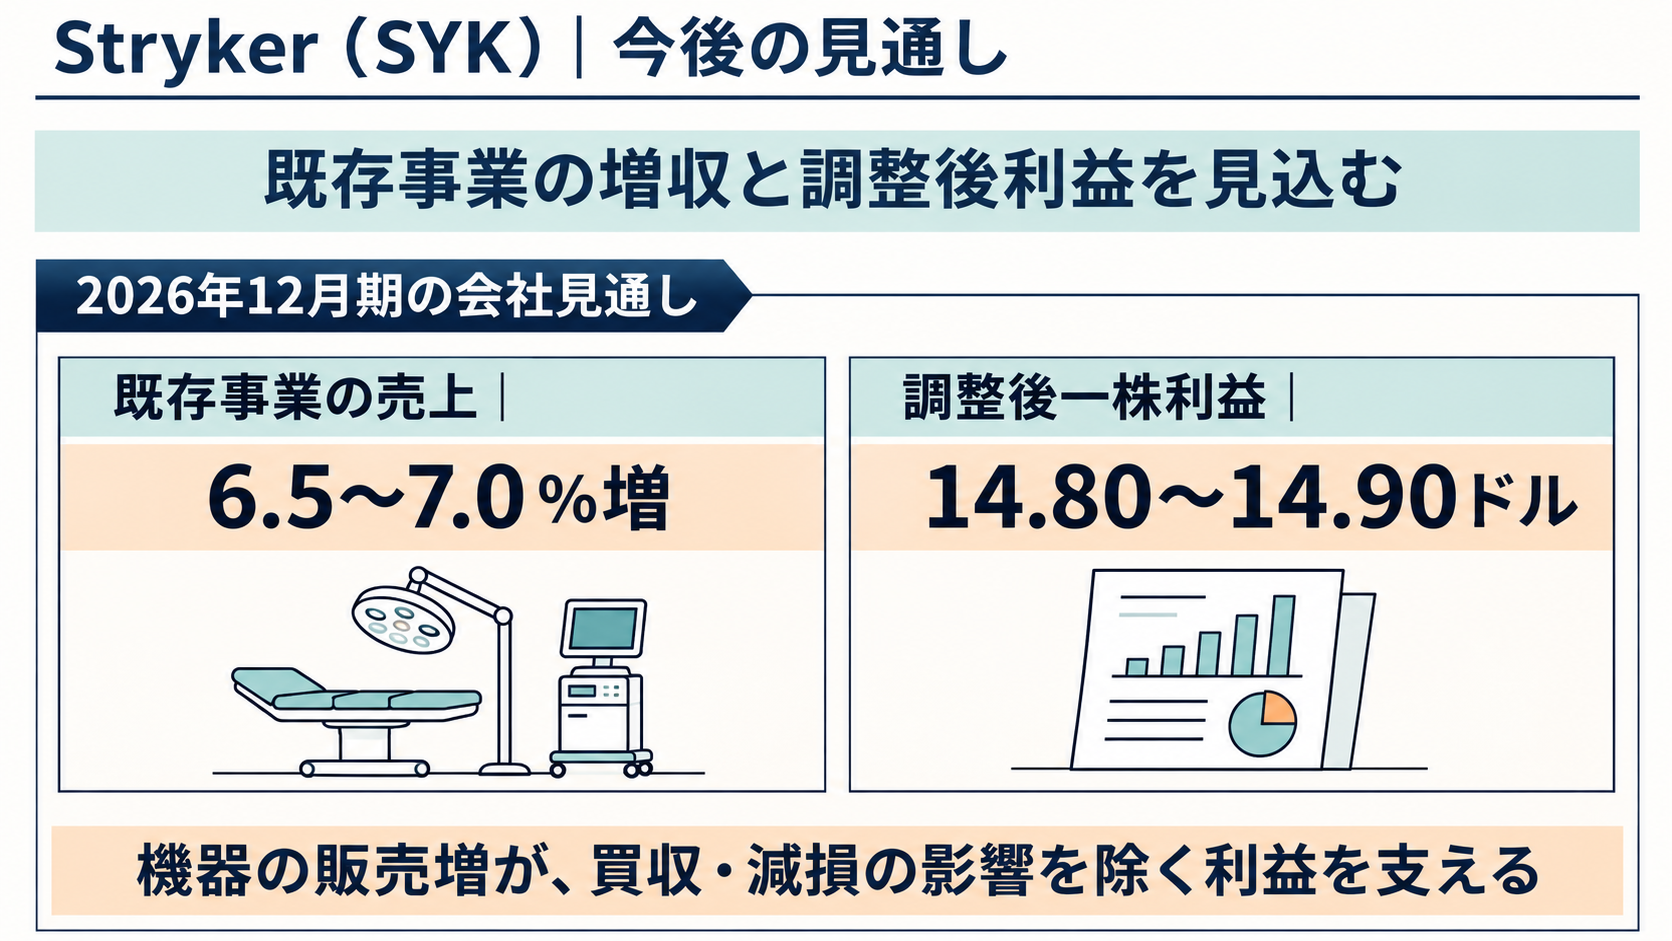 Stryker（SYK）｜今後の見通し
既存事業の増収と調整後利益を見込む
2026年12月期の会社見通し
既存事業の売上｜
6.5〜7.0%増
調整後一株利益｜
14.80〜14.90ドル
機器の販売増が、買収・減損の影響を除く利益を支える